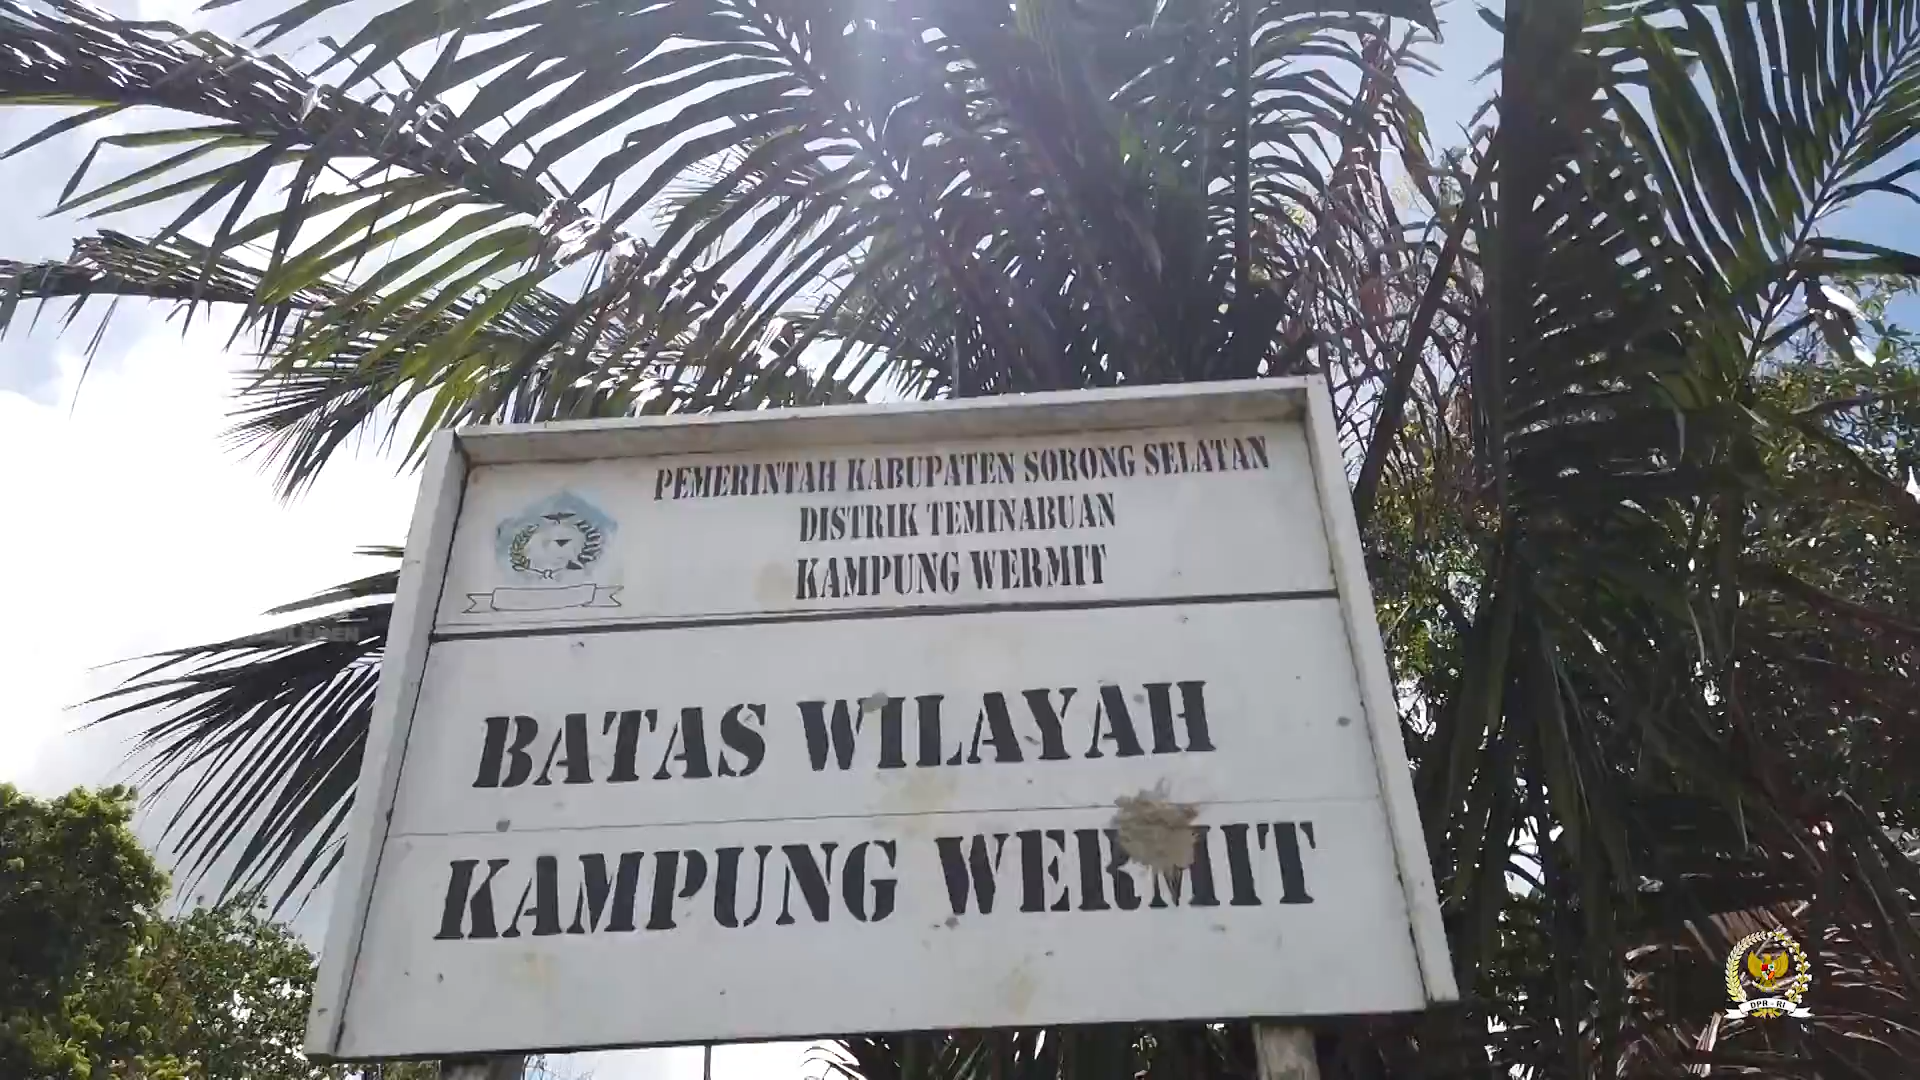 PEMERINTAH KABUPATEN SORONG SELATAN
DISTRIK TEMINABUAN
KAMPUNG WERMIT
BATAS WILAYAH
KAMPUNG WERMIT
DPR - RI